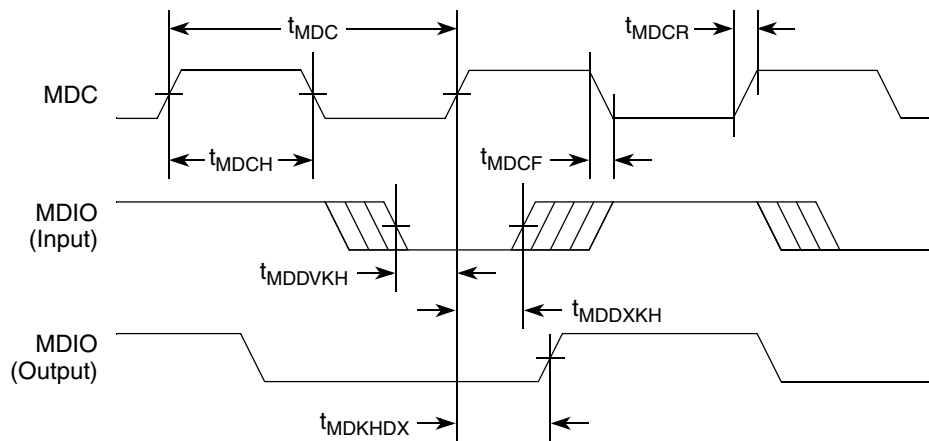 tMDC
tMDCR
MDC
tMDCH
tMDCF
MDIO
(Input)
tMDDVKH
tMDDXKH
MDIO
(Output)
tMDKHDX